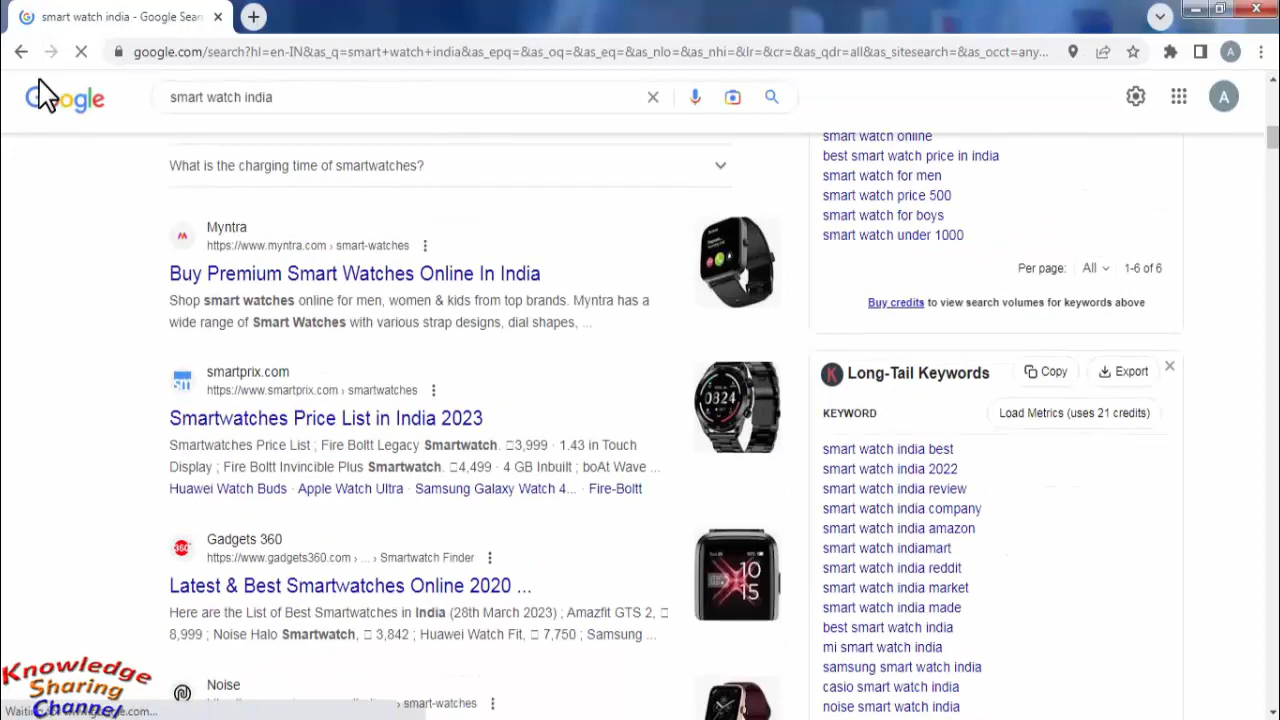 smart watch india - Google Sear
google.com/search?hl=en-IN&as_q=smart+watch+india&as_epq=&as_oq=&as_eq=&as_nlo=&as_nhi=&lr=&cr=&as_qdr=all&as_sitesearch=&as_occt=any...
A
Google
smart watch india
A
What is the charging time of smartwatches?
Myntra
https://www.myntra.com › smart-watches
Buy Premium Smart Watches Online In India
Shop smart watches online for men, women & kids from top brands. Myntra has a
wide range of Smart Watches with various strap designs, dial shapes, ...
smartprix.com
https://www.smartprix.com › smartwatches
Smartwatches Price List in India 2023
Smartwatches Price List ; Fire Boltt Legacy Smartwatch. 3,999 · 1.43 in Touch
Display ; Fire Boltt Invincible Plus Smartwatch. 4,499 · 4 GB Inbuilt ; boAt Wave ...
Huawei Watch Buds · Apple Watch Ultra · Samsung Galaxy Watch 4... · Fire-Boltt
Gadgets 360
https://www.gadgets360.com › ... › Smartwatch Finder
Latest & Best Smartwatches Online 2020 ...
Here are the List of Best Smartwatches in India (28th March 2023) ; Amazfit GTS 2,
8,999 ; Noise Halo Smartwatch, 3,842 ; Huawei Watch Fit, 7,750 ; Samsung ...
Noise
smart-watches
smart watch online
best smart watch price in india
smart watch for men
smart watch price 500
smart watch for boys
smart watch under 1000
Per page: All 1-6 of 6
Buy credits to view search volumes for keywords above
K Long-Tail Keywords Copy Export
KEYWORD Load Metrics (uses 21 credits)
smart watch india best
smart watch india 2022
smart watch india review
smart watch india company
smart watch india amazon
smart watch indiamart
smart watch india reddit
smart watch india market
smart watch india made
best smart watch india
mi smart watch india
samsung smart watch india
casio smart watch india
noise smart watch india
0824
10
15
360
sm
Knowledge
Sharing
Channel